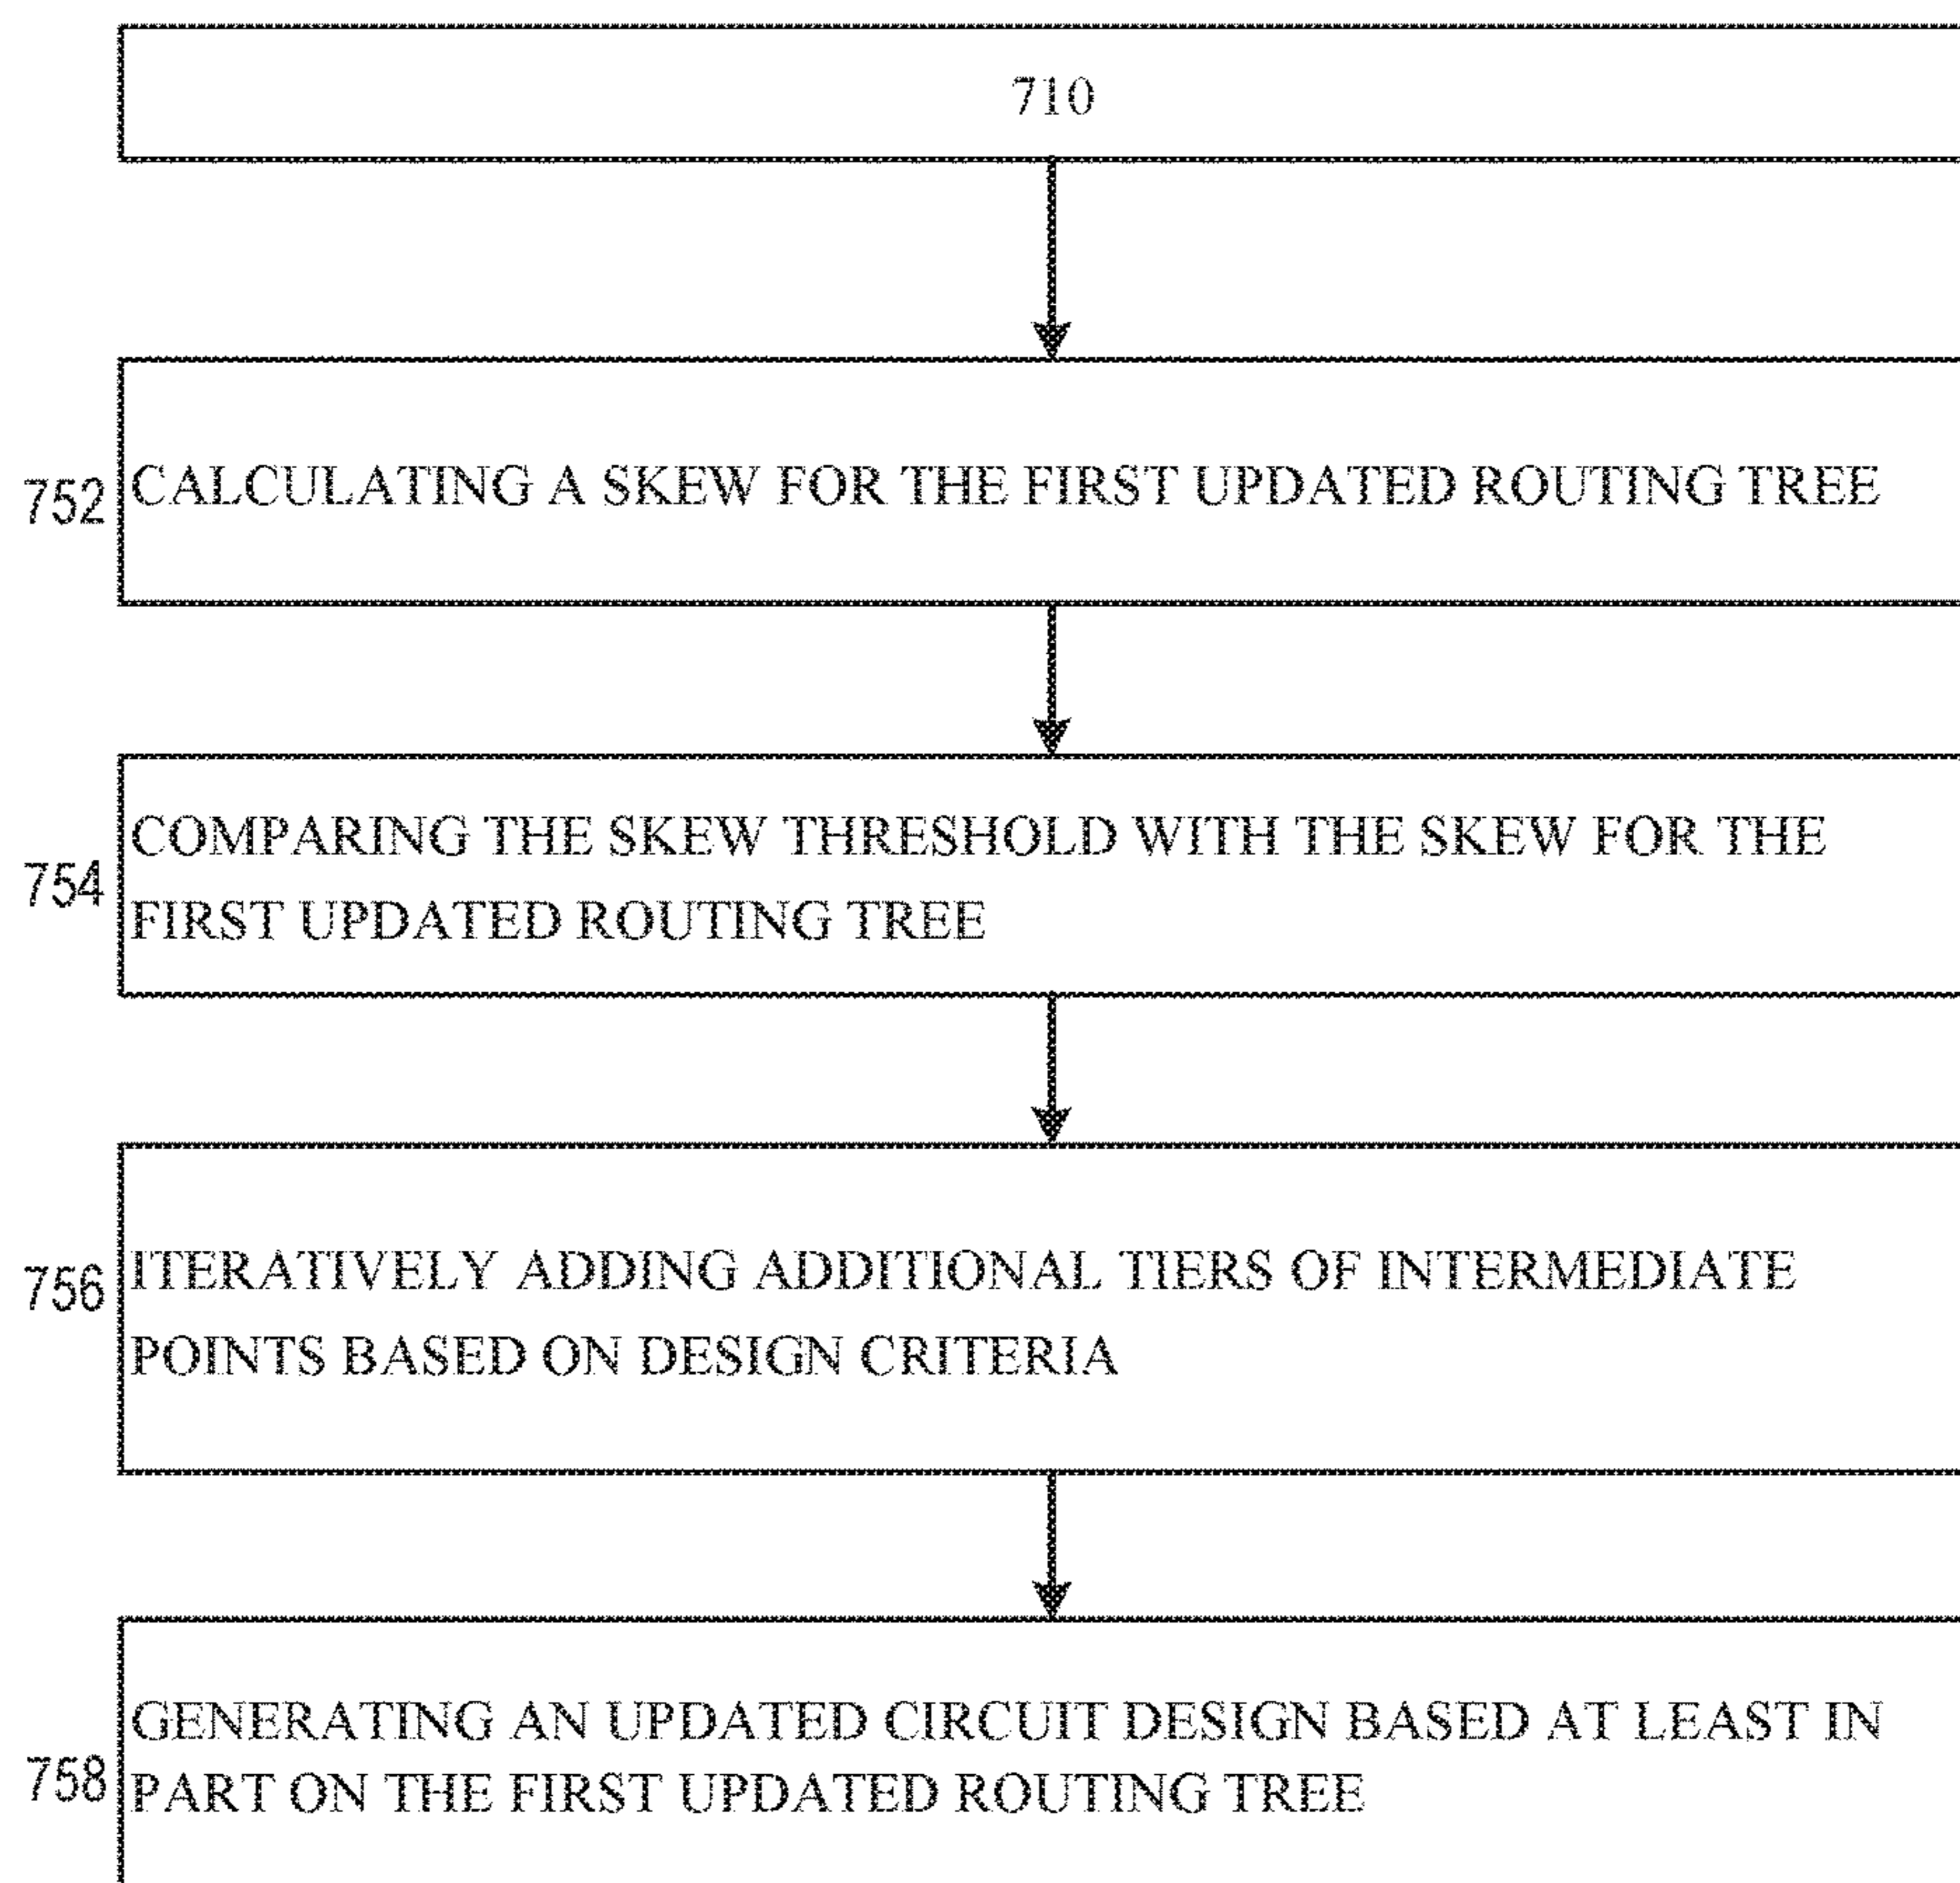 710
752
CALCULATING A SKEW FOR THE FIRST UPDATED ROUTING TREE
754
COMPARING THE SKEW THRESHOLD WITH THE SKEW FOR THE
FIRST UPDATED ROUTING TREE
756
ITERATIVELY ADDING ADDITIONAL TIERS OF INTERMEDIATE
POINTS BASED ON DESIGN CRITERIA
758
GENERATING AN UPDATED CIRCUIT DESIGN BASED AT LEAST IN
PART ON THE FIRST UPDATED ROUTING TREE